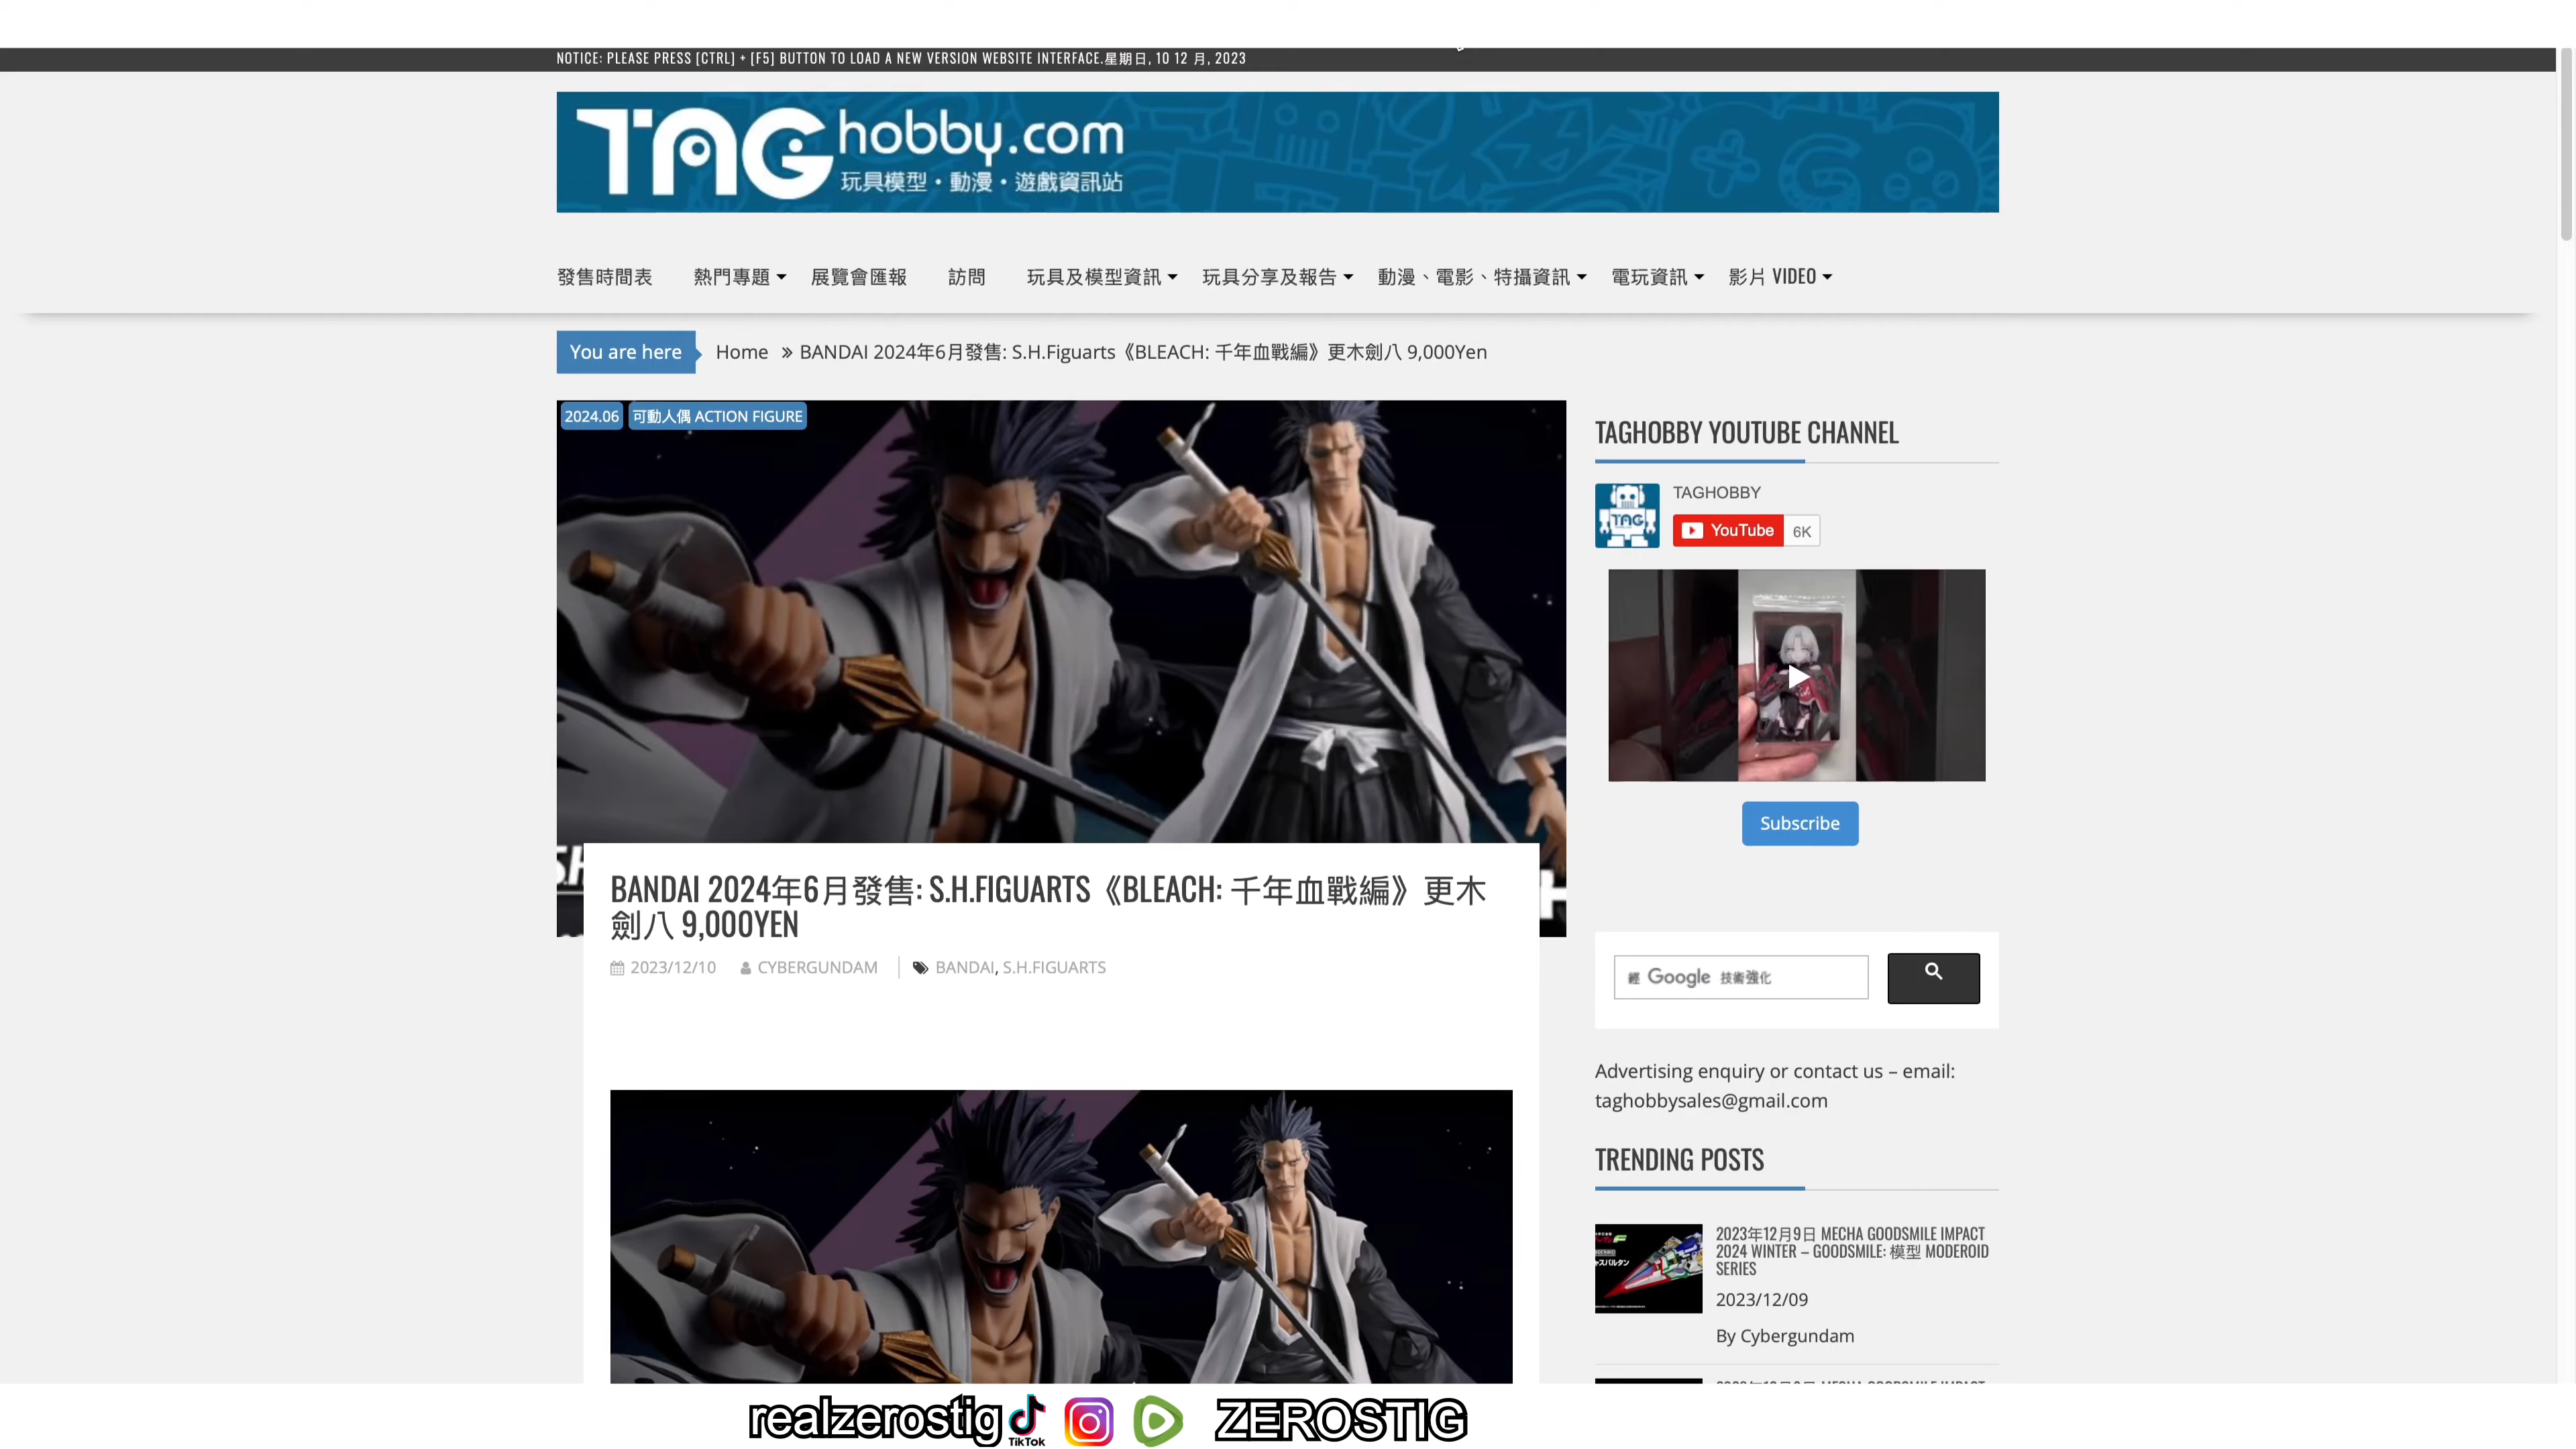 NOTICE: PLEASE PRESS [CTRL] + [F5] BUTTON TO LOAD A NEW VERSION WEBSITE INTERFACE.星期日, 10 12 月, 2023
TAG hobby.com
玩具模型・動漫・遊戲資訊站
發售時間表 熱門專題 展覽會匯報 訪問 玩具及模型資訊 玩具分享及報告 動漫、電影、特攝資訊 電玩資訊 影片 VIDEO
You are here Home » BANDAI 2024年6月發售: S.H.Figuarts《BLEACH: 千年血戰編》更木劍八 9,000Yen
2024.06 可動人偶 ACTION FIGURE
BANDAI 2024年6月發售: S.H.FIGUARTS《BLEACH: 千年血戰編》更木
劍八 9,000YEN
2023/12/10 CYBERGUNDAM BANDAI, S.H.FIGUARTS
TAGHOBBY YOUTUBE CHANNEL
TAG
TAGHOBBY
YouTube 6K
Subscribe
經 Google 技術強化
Advertising enquiry or contact us – email:
taghobbysales@gmail.com
TRENDING POSTS
2023年12月9日 MECHA GOODSMILE IMPACT
2024 WINTER – GOODSMILE: 模型 MODEROID
SERIES
2023/12/09
By Cybergundam
realzerostig TikTok ZEROSTIG